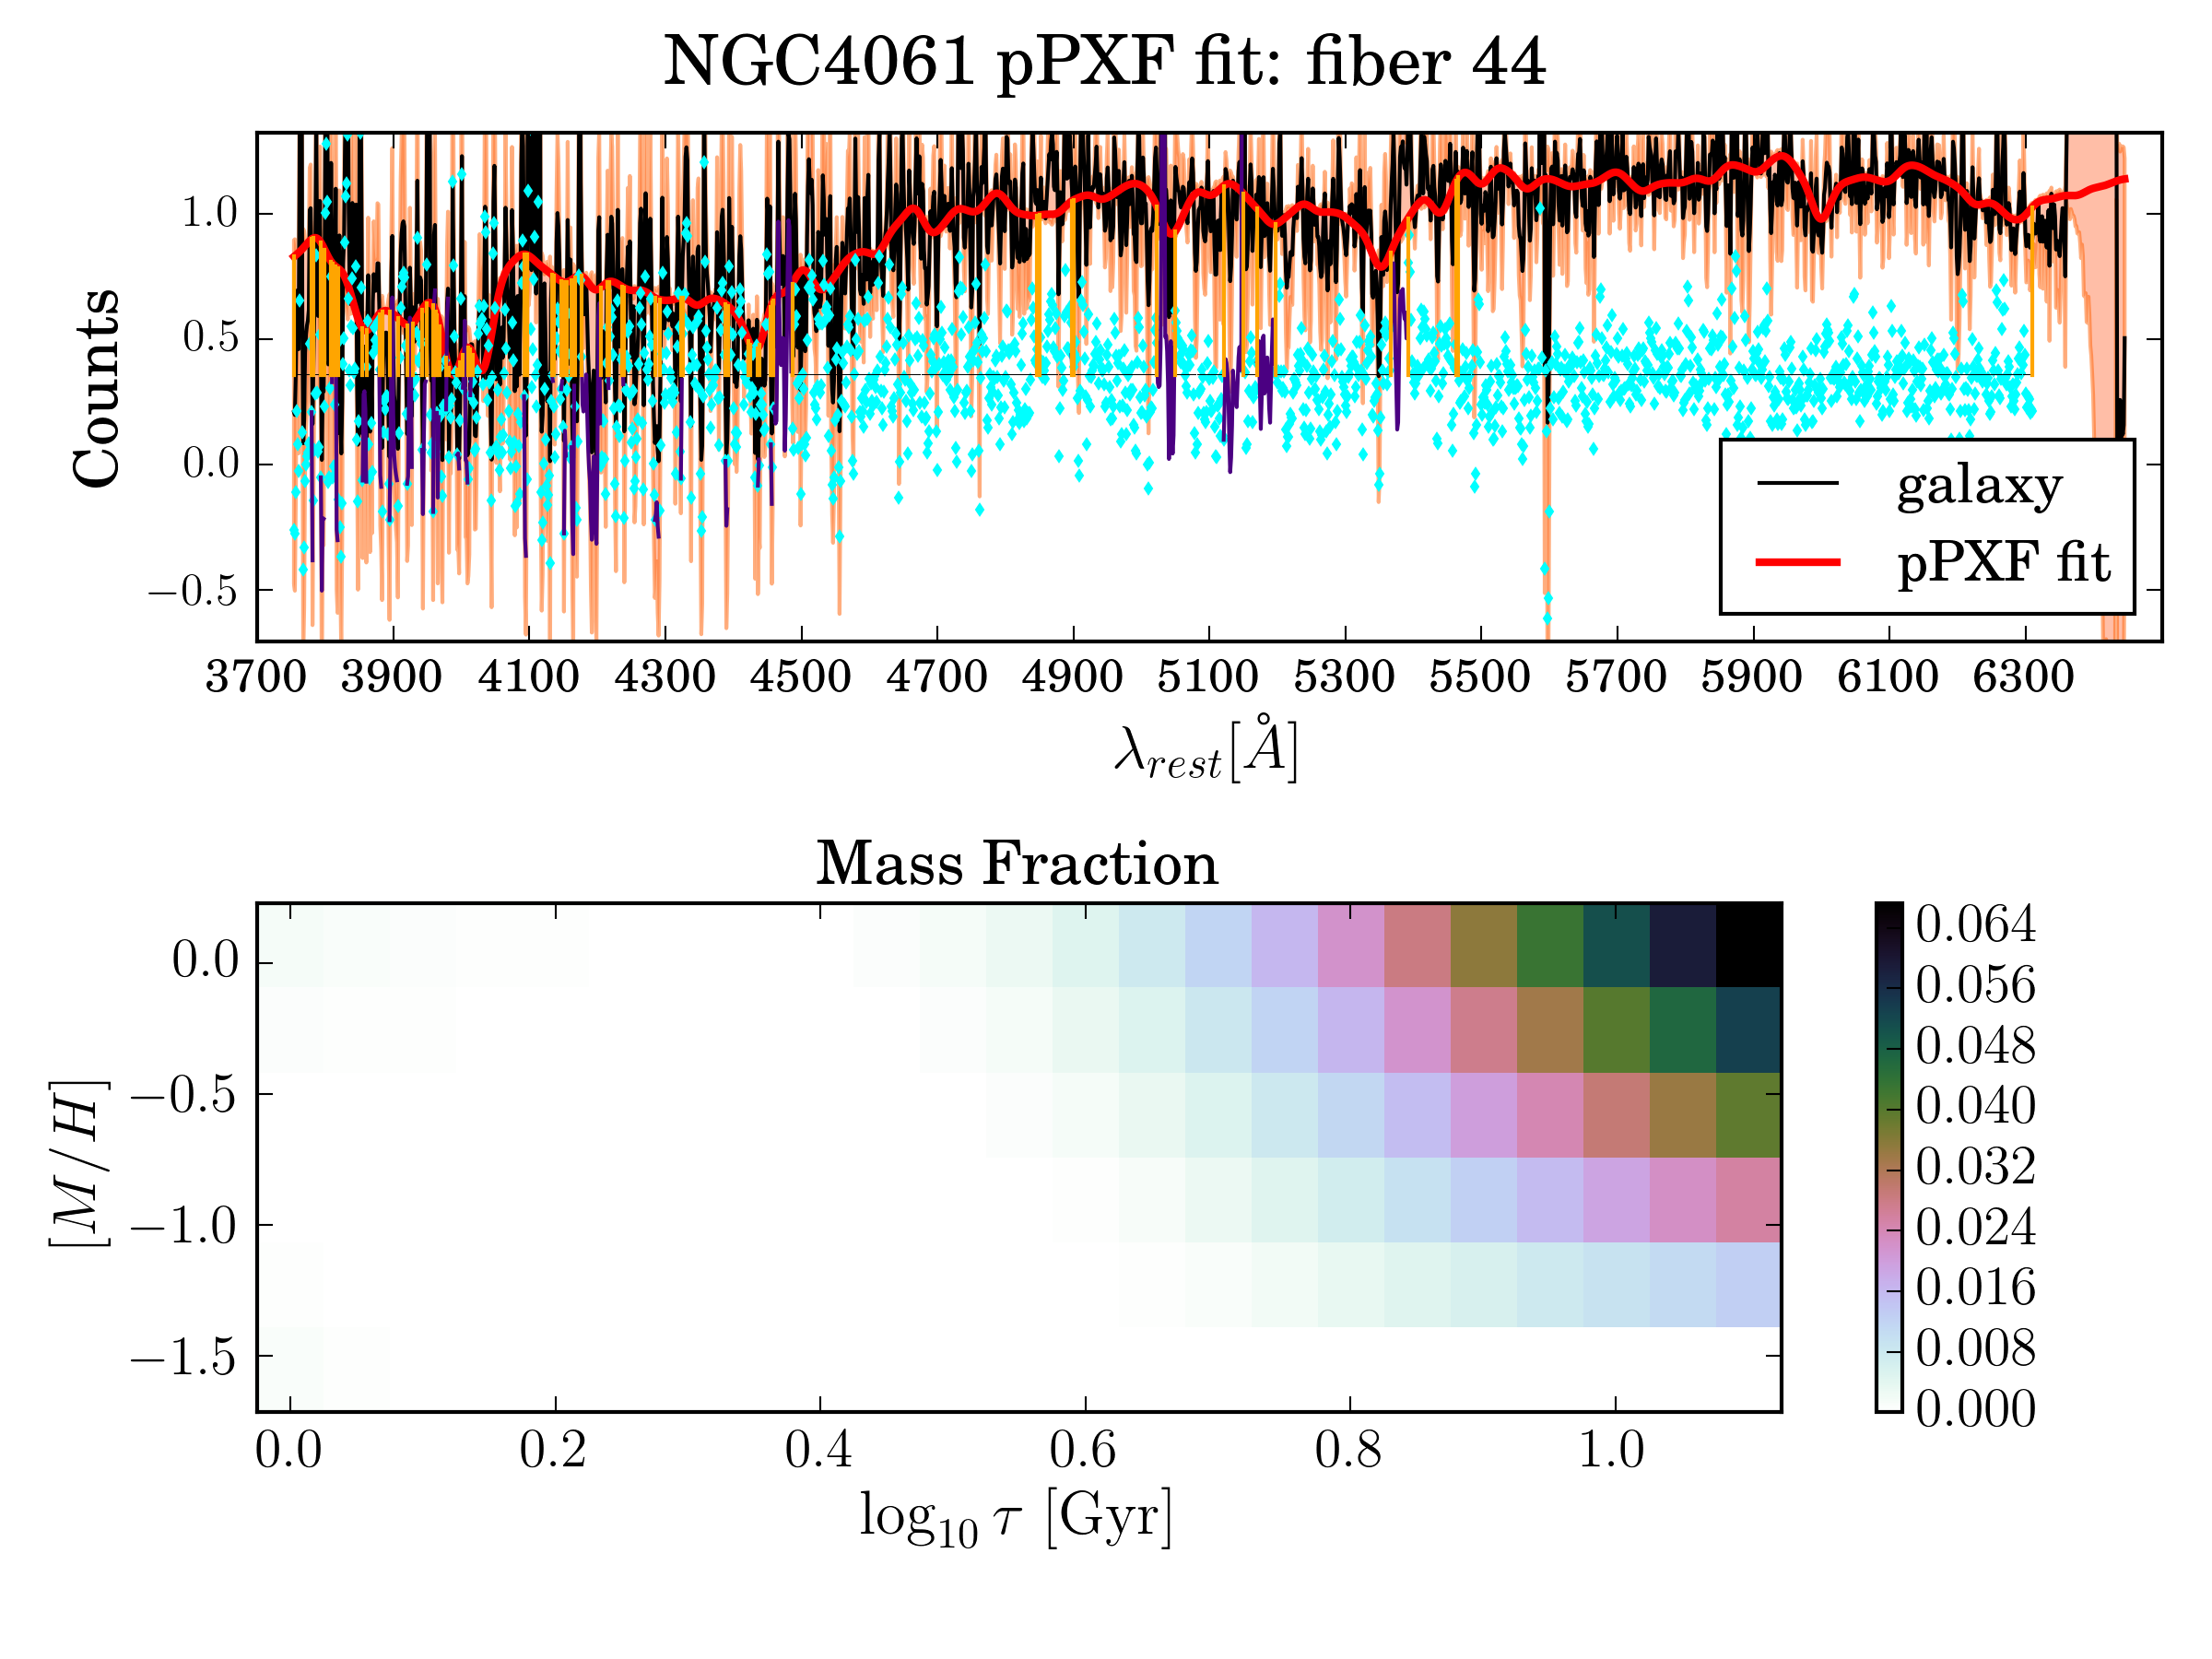 NGC4061 pPXF fit: fiber 44
Counts
1.0
0.5
0.0
−0.5
galaxy
pPXF fit
3700 3900 4100 4300 4500 4700 4900 5100 5300 5500 5700 5900 6100 6300
λrest[Å]
Mass Fraction
[M/H]
0.0
−0.5
−1.0
−1.5
0.0 0.2 0.4 0.6 0.8 1.0
log10 τ [Gyr]
0.064
0.056
0.048
0.040
0.032
0.024
0.016
0.008
0.000